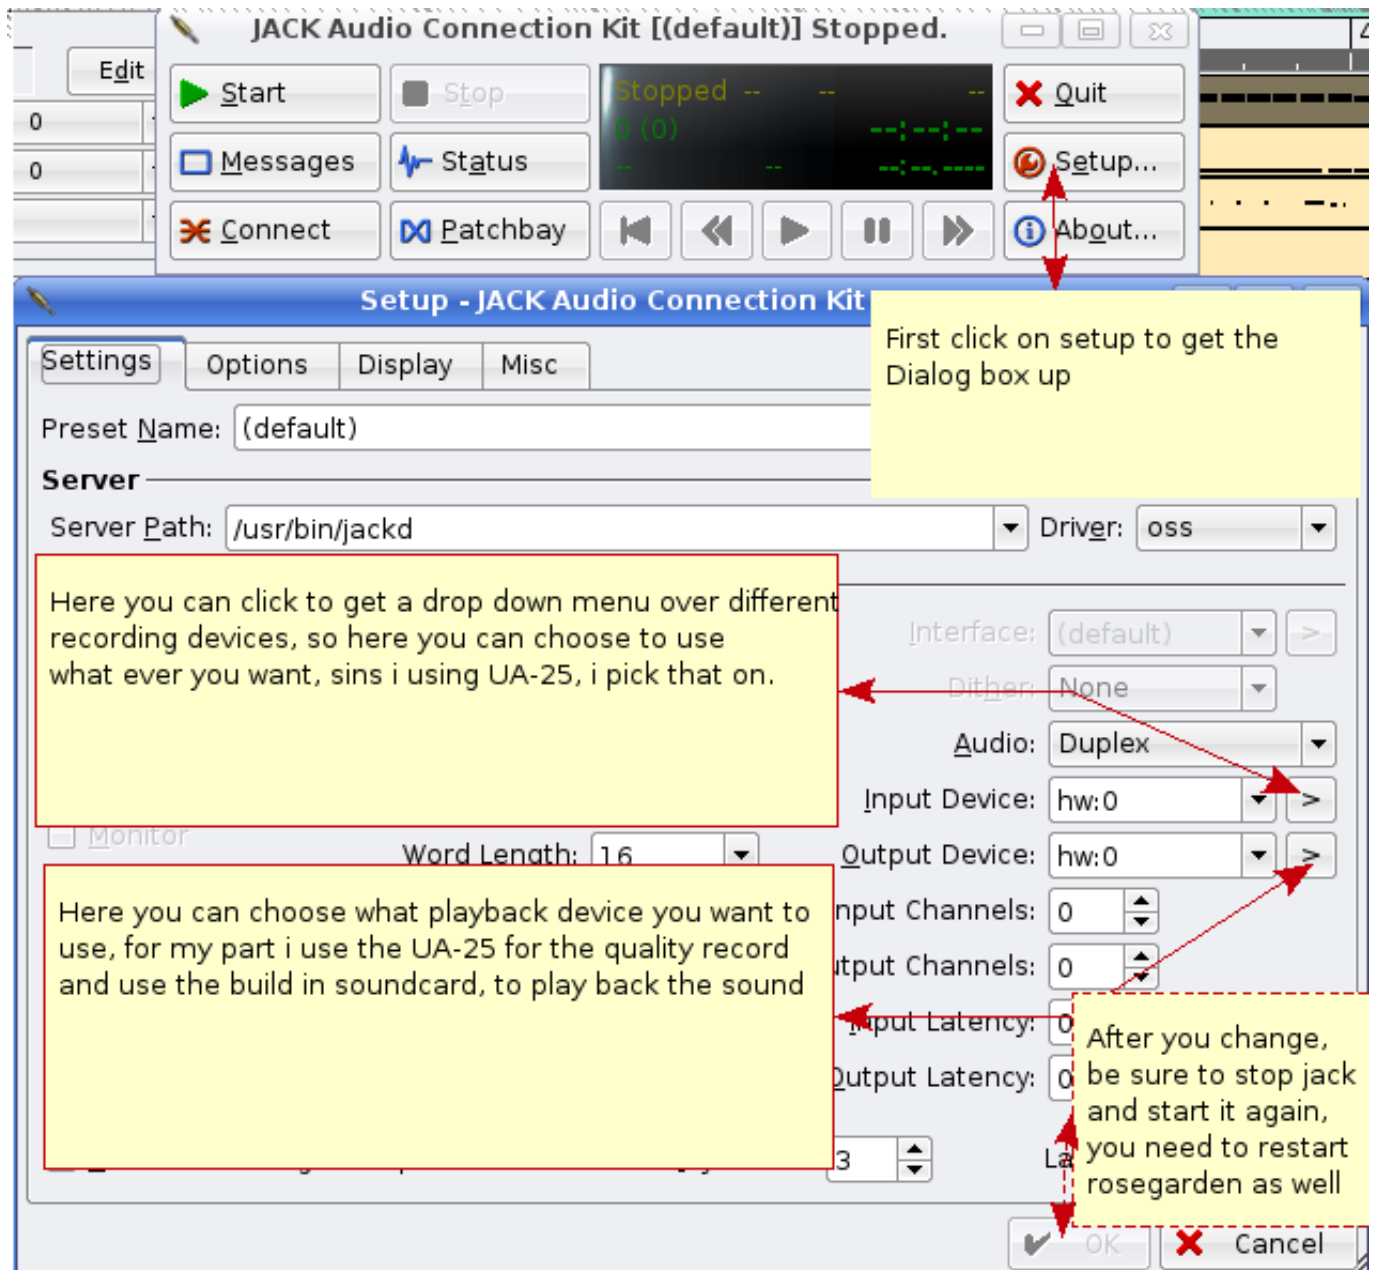 JACK Audio Connection Kit [(default)] Stopped.
Edit
Start
Stop
Stopped -- -- --
Quit
0
0 (0) --:--:--
0
Messages
Status
-- -- --:--.----
Setup...
Connect
Patchbay
About...
Setup - JACK Audio Connection Kit
First click on setup to get the
Dialog box up
Settings
Options
Display
Misc
Preset Name: (default)
Server
Server Path: /usr/bin/jackd
Driver: oss
Here you can click to get a drop down menu over different
recording devices, so here you can choose to use
what ever you want, sins i using UA-25, i pick that on.
Interface: (default) >
Dither: None
Audio: Duplex
Input Device: hw:0 >
Monitor
Word Length: 16
Output Device: hw:0 >
Here you can choose what playback device you want to
use, for my part i use the UA-25 for the quality record
and use the build in soundcard, to play back the sound
nput Channels: 0
tput Channels: 0
Input Latency: 0
Output Latency: 0
After you change,
be sure to stop jack
and start it again,
you need to restart
rosegarden as well
3
La
OK
Cancel